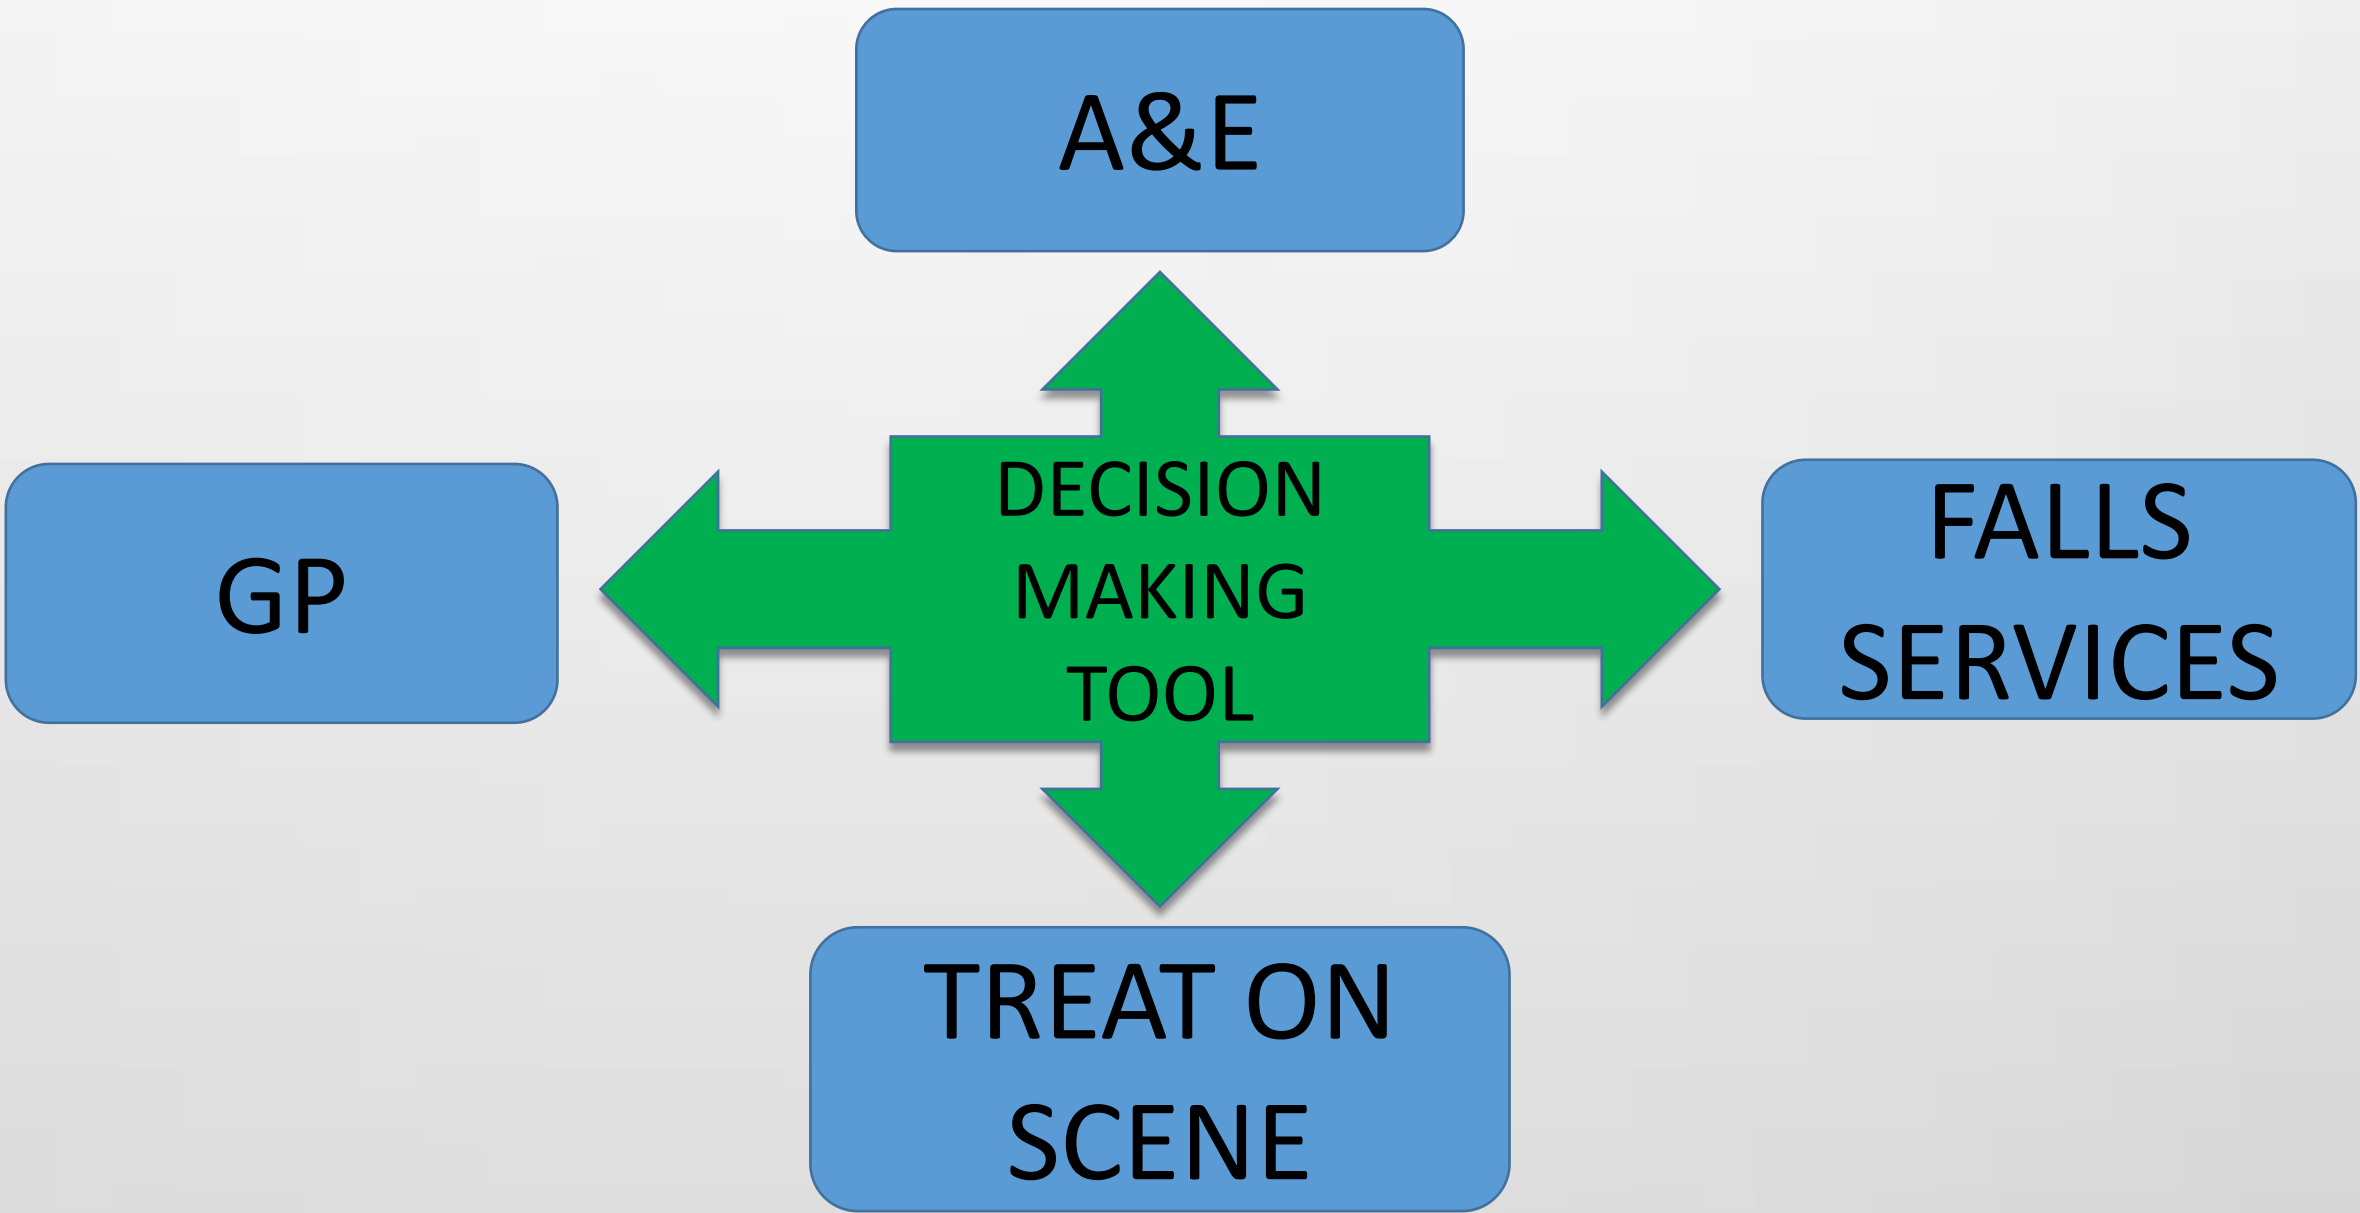 A&E
DECISION
MAKING
TOOL
GP
FALLS
SERVICES
TREAT ON
SCENE